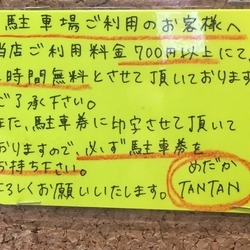 駐車場ご利用のお客様へ
当店ご利用料金700円以上にて、
時間無料とさせて頂いております
ご了承下さい。
また、駐車券に印字させて頂いて
おりますので、必ず駐車券を
お持ち下さい。
よろしくお願いいたします。
めだか
TANTAN